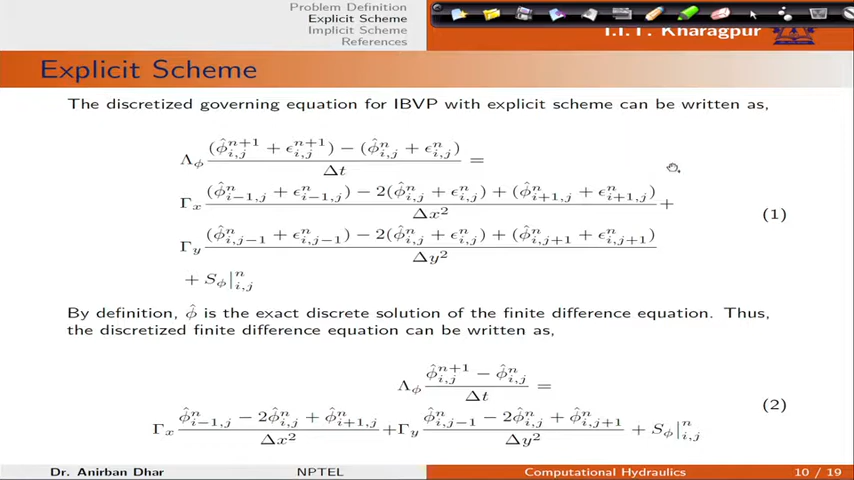 Problem Definition
Explicit Scheme
Implicit Scheme
References
I.I.T. Kharagpur
Explicit Scheme
The discretized governing equation for IBVP with explicit scheme can be written as,
Λ_ϕ ((ϕ̂^{n+1}_{i,j} + ϵ^{n+1}_{i,j}) − (ϕ̂^n_{i,j} + ϵ^n_{i,j})) / Δt =
Γ_x ((ϕ̂^n_{i−1,j} + ϵ^n_{i−1,j}) − 2(ϕ̂^n_{i,j} + ϵ^n_{i,j}) + (ϕ̂^n_{i+1,j} + ϵ^n_{i+1,j})) / Δx² +
Γ_y ((ϕ̂^n_{i,j−1} + ϵ^n_{i,j−1}) − 2(ϕ̂^n_{i,j} + ϵ^n_{i,j}) + (ϕ̂^n_{i,j+1} + ϵ^n_{i,j+1})) / Δy²
+ S_ϕ|^n_{i,j}
(1)
By definition, ϕ̂ is the exact discrete solution of the finite difference equation. Thus,
the discretized finite difference equation can be written as,
Λ_ϕ (ϕ̂^{n+1}_{i,j} − ϕ̂^n_{i,j}) / Δt =
Γ_x (ϕ̂^n_{i−1,j} − 2ϕ̂^n_{i,j} + ϕ̂^n_{i+1,j}) / Δx² + Γ_y (ϕ̂^n_{i,j−1} − 2ϕ̂^n_{i,j} + ϕ̂^n_{i,j+1}) / Δy² + S_ϕ|^n_{i,j}
(2)
Dr. Anirban Dhar NPTEL Computational Hydraulics 10 / 19